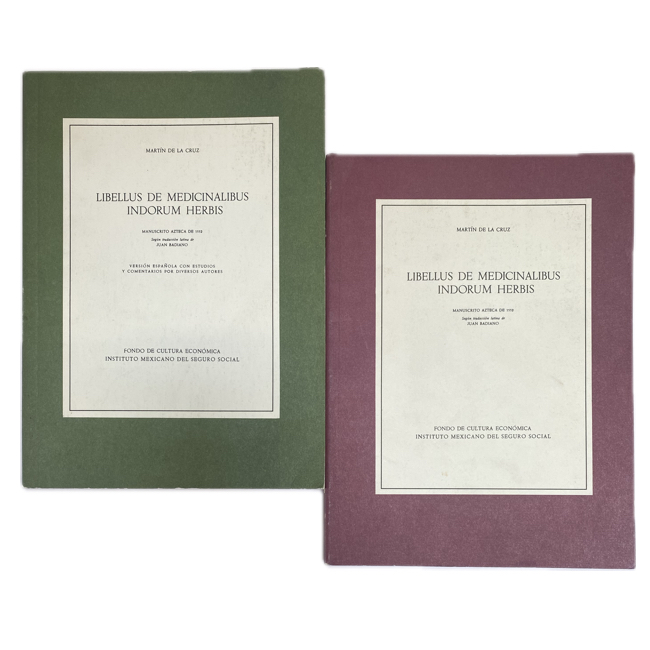 MARTÍN DE LA CRUZ
LIBELLUS DE MEDICINALIBUS
INDORUM HERBIS
MANUSCRITO AZTECA DE 1552
Según traducción latina de
JUAN BADIANO
VERSIÓN ESPAÑOLA CON ESTUDIOS
Y COMENTARIOS POR DIVERSOS AUTORES
FONDO DE CULTURA ECONÓMICA
INSTITUTO MEXICANO DEL SEGURO SOCIAL
MARTÍN DE LA CRUZ
LIBELLUS DE MEDICINALIBUS
INDORUM HERBIS
MANUSCRITO AZTECA DE 1552
Según traducción latina de
JUAN BADIANO
FONDO DE CULTURA ECONÓMICA
INSTITUTO MEXICANO DEL SEGURO SOCIAL